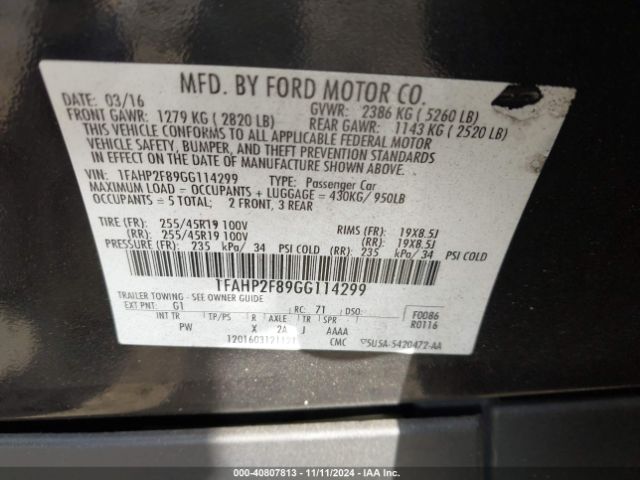 MFD. BY FORD MOTOR CO.
DATE: 03/16 GVWR: 2386 KG ( 5260 LB)
FRONT GAWR: 1279 KG ( 2820 LB) REAR GAWR: 1143 KG ( 2520 LB)
THIS VEHICLE CONFORMS TO ALL APPLICABLE FEDERAL MOTOR
VEHICLE SAFETY, BUMPER, AND THEFT PREVENTION STANDARDS
IN EFFECT ON THE DATE OF MANUFACTURE SHOWN ABOVE.
VIN: 1FAHP2F89GG114299 TYPE: Passenger Car
MAXIMUM LOAD = OCCUPANTS + LUGGAGE = 430KG/ 950LB
OCCUPANTS = 5 TOTAL; 2 FRONT, 3 REAR
TIRE (FR): 255/45R19 100V RIMS (FR): 19X8.5J
(RR): 255/45R19 100V (RR): 19X8.5J
PRESSURE (FR): 235 kPa/ 34 PSI COLD (RR): 235 kPa/ 34 PSI COLD
1FAHP2F89GG114299
TRAILER TOWING - SEE OWNER GUIDE
EXT PNT: G1 RC: 71 DSO: F0086
INT TR TP/PS R AXLE TR SPR R0116
PW X 2A J AAAA
CMC 5U5A-5420472-AA
000-40807813 - 11/11/2024 - IAAI.COM